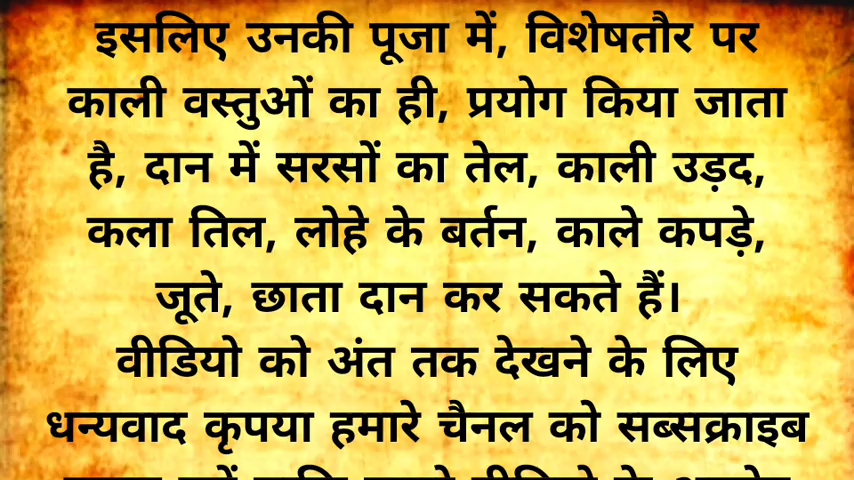 इसलिए उनकी पूजा में, विशेषतौर पर
काली वस्तुओं का ही, प्रयोग किया जाता
है, दान में सरसों का तेल, काली उड़द,
कला तिल, लोहे के बर्तन, काले कपड़े,
जूते, छाता दान कर सकते हैं।
वीडियो को अंत तक देखने के लिए
धन्यवाद कृपया हमारे चैनल को सब्सक्राइब